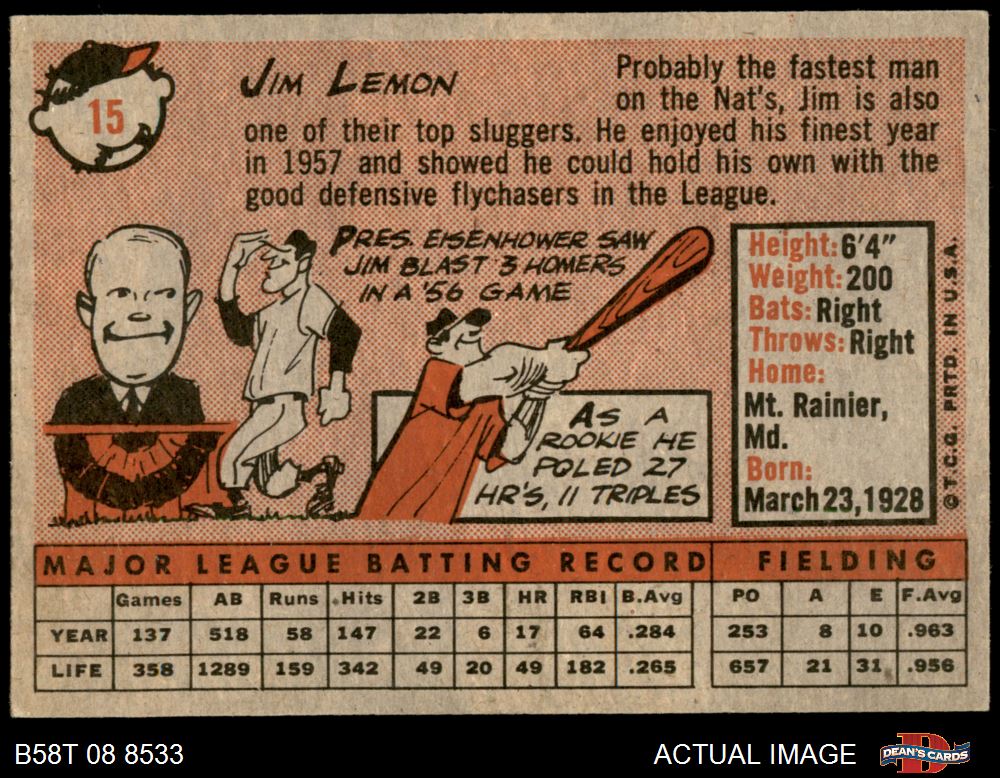 15
JIM LEMON
Probably the fastest man
on the Nat's, Jim is also
one of their top sluggers. He enjoyed his finest year
in 1957 and showed he could hold his own with the
good defensive flychasers in the League.
PRES. EISENHOWER SAW
JIM BLAST 3 HOMERS
IN A '56 GAME
AS A
ROOKIE HE
POLED 27
HR'S, 11 TRIPLES
Height: 6'4"
Weight: 200
Bats: Right
Throws: Right
Home:
Mt. Rainier,
Md.
Born:
March 23, 1928
© T.C.G. PRTD. IN U.S.A.
MAJOR LEAGUE BATTING RECORD FIELDING
Games AB Runs Hits 2B 3B HR RBI B.Avg PO A E F.Avg
YEAR 137 518 58 147 22 6 17 64 .284 253 8 10 .963
LIFE 358 1289 159 342 49 20 49 182 .265 657 21 31 .956
B58T 08 8533 ACTUAL IMAGE DEAN'S CARDS